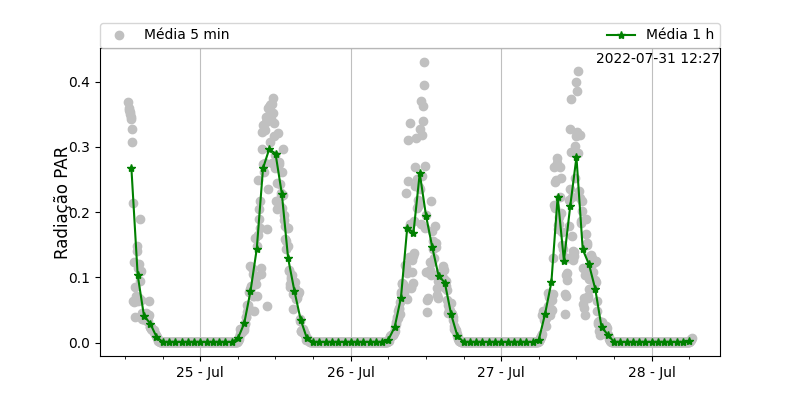 Média 5 min
Média 1 h
2022-07-31 12:27
Radiação PAR
0.4
0.3
0.2
0.1
0.0
25 - Jul
26 - Jul
27 - Jul
28 - Jul